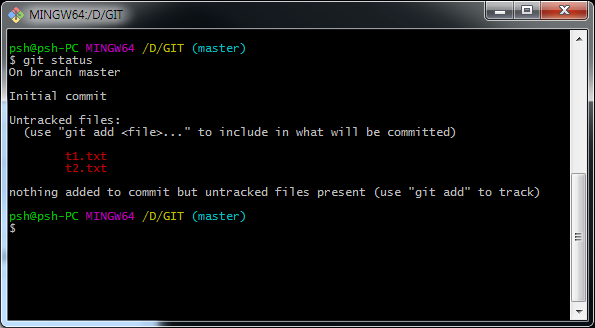 MINGW64:/D/GIT
psh@psh-PC MINGW64 /D/GIT (master)
$ git status
On branch master
Initial commit
Untracked files:
  (use "git add <file>..." to include in what will be committed)
        t1.txt
        t2.txt
nothing added to commit but untracked files present (use "git add" to track)
psh@psh-PC MINGW64 /D/GIT (master)
$